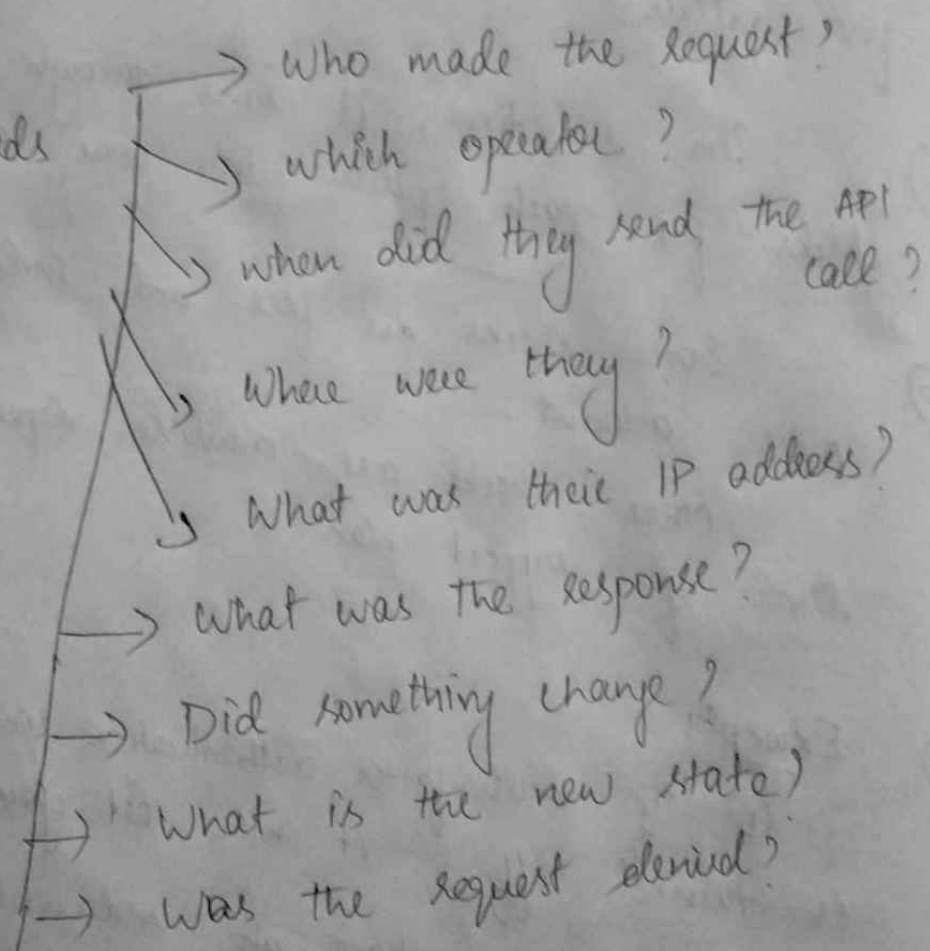 Who made the request?
ds
which operator ?
when did they send the API
call ?
Where were they ?
What was their IP address?
What was the response?
Did something change ?
What is the new state?
Was the request denied?